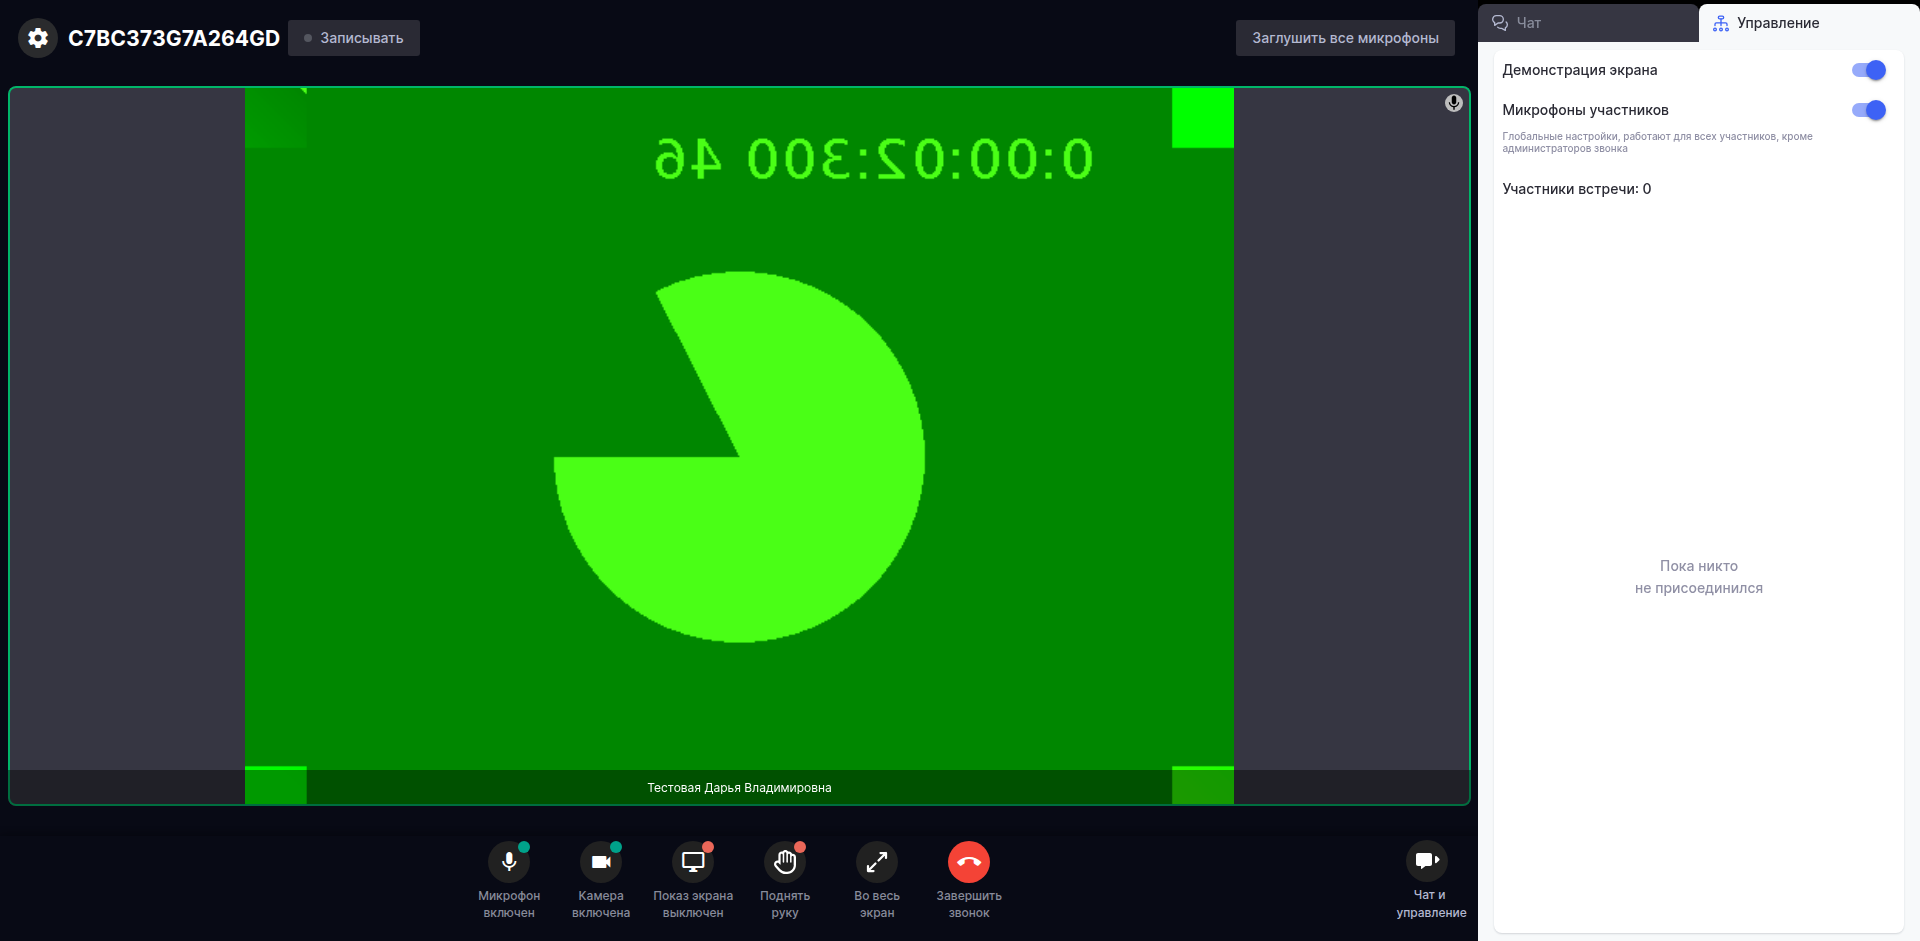 C7BC373G7A264GD
Записывать
Заглушить все микрофоны
Чат
Управление
Демонстрация экрана
Микрофоны участников
Глобальные настройки, работают для всех участников, кроме
администраторов звонка
Участники встречи: 0
Пока никто
не присоединился
0:00:02:300 46
Тестовая Дарья Владимировна
Микрофон
включен
Камера
включена
Показ экрана
выключен
Поднять
руку
Во весь
экран
Завершить
звонок
Чат и
управление